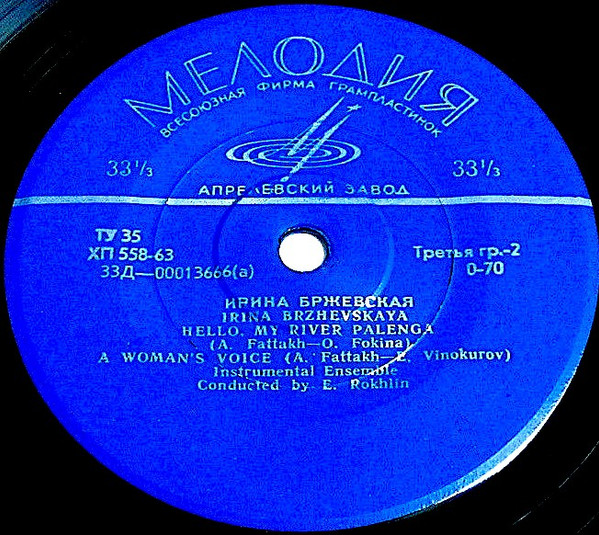 МЕЛОДИЯ
ВСЕСОЮЗНАЯ ФИРМА ГРАМПЛАСТИНОК
33⅓ 33⅓
АПРЕЛЕВСКИЙ ЗАВОД
ТУ 35
ХП 558-63
33Д—00013666(а)
Третья гр.-2
0-70
ИРИНА БРЖЕВСКАЯ
IRINA BRZHEVSKAYA
HELLO, MY RIVER PALENGA
(A. Fattakh—O. Fokina)
A WOMAN'S VOICE (A. Fattakh—E. Vinokurov)
Instrumental Ensemble
Conducted by E. Rokhlin